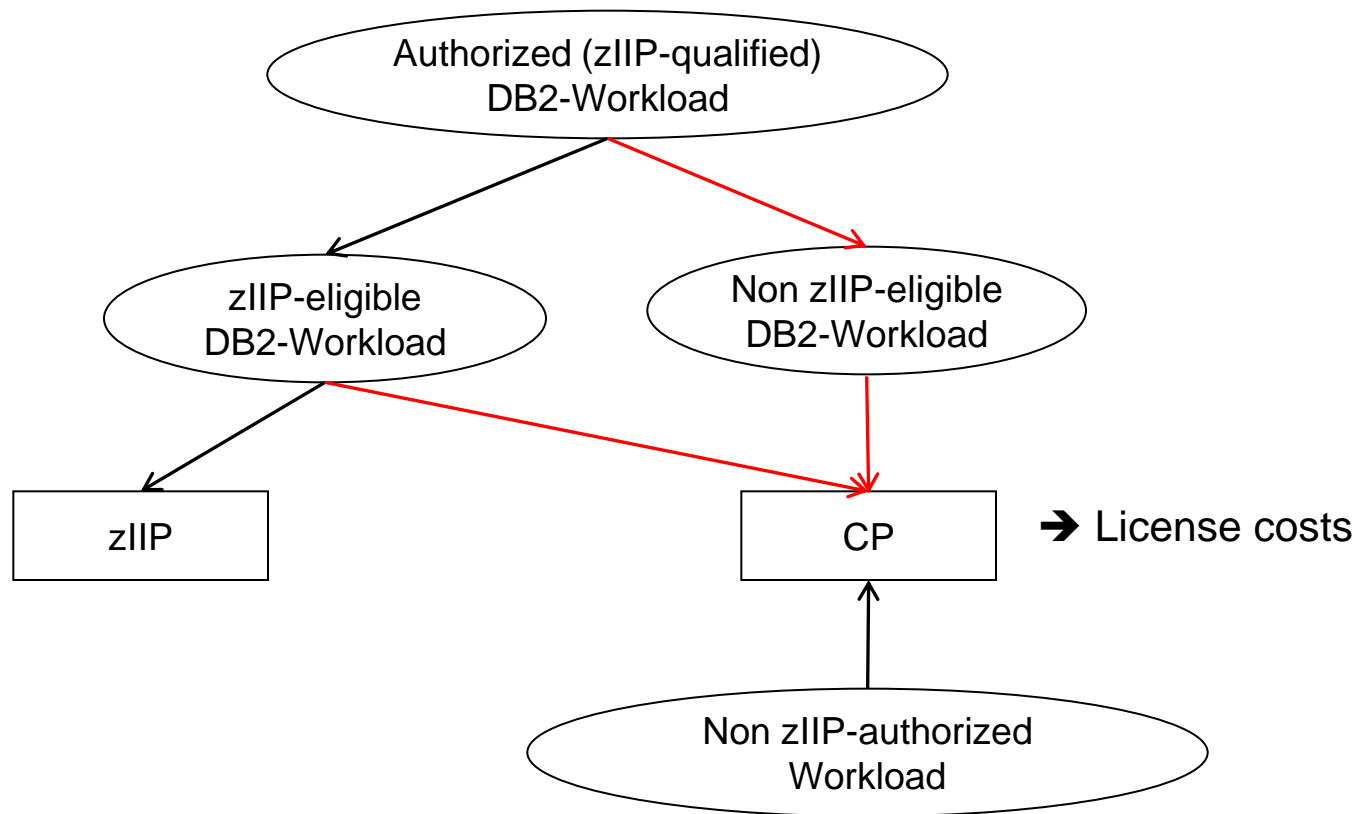 Authorized (zIIP-qualified)
DB2-Workload
zIIP-eligible
DB2-Workload
Non zIIP-eligible
DB2-Workload
zIIP
CP
➔ License costs
Non zIIP-authorized
Workload